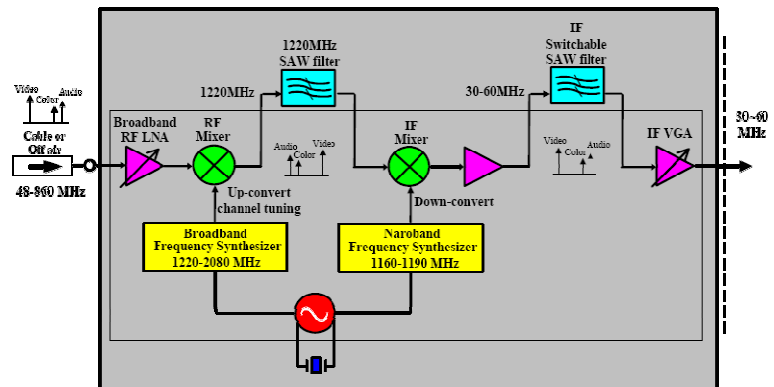 IF
Switchable
SAW filter
1220MHz
SAW filter
1220MHz
30-60MHz
Video
Color
Audio
Cable or
Off air
48-860 MHz
Broadband
RF LNA
RF
Mixer
Audio
Color
Video
IF
Mixer
Video
Color
Audio
IF VGA
30~60
MHz
Up-convert
channel tuning
Down-convert
Broadband
Frequency Synthesizer
1220-2080 MHz
Naroband
Frequency Synthesizer
1160-1190 MHz